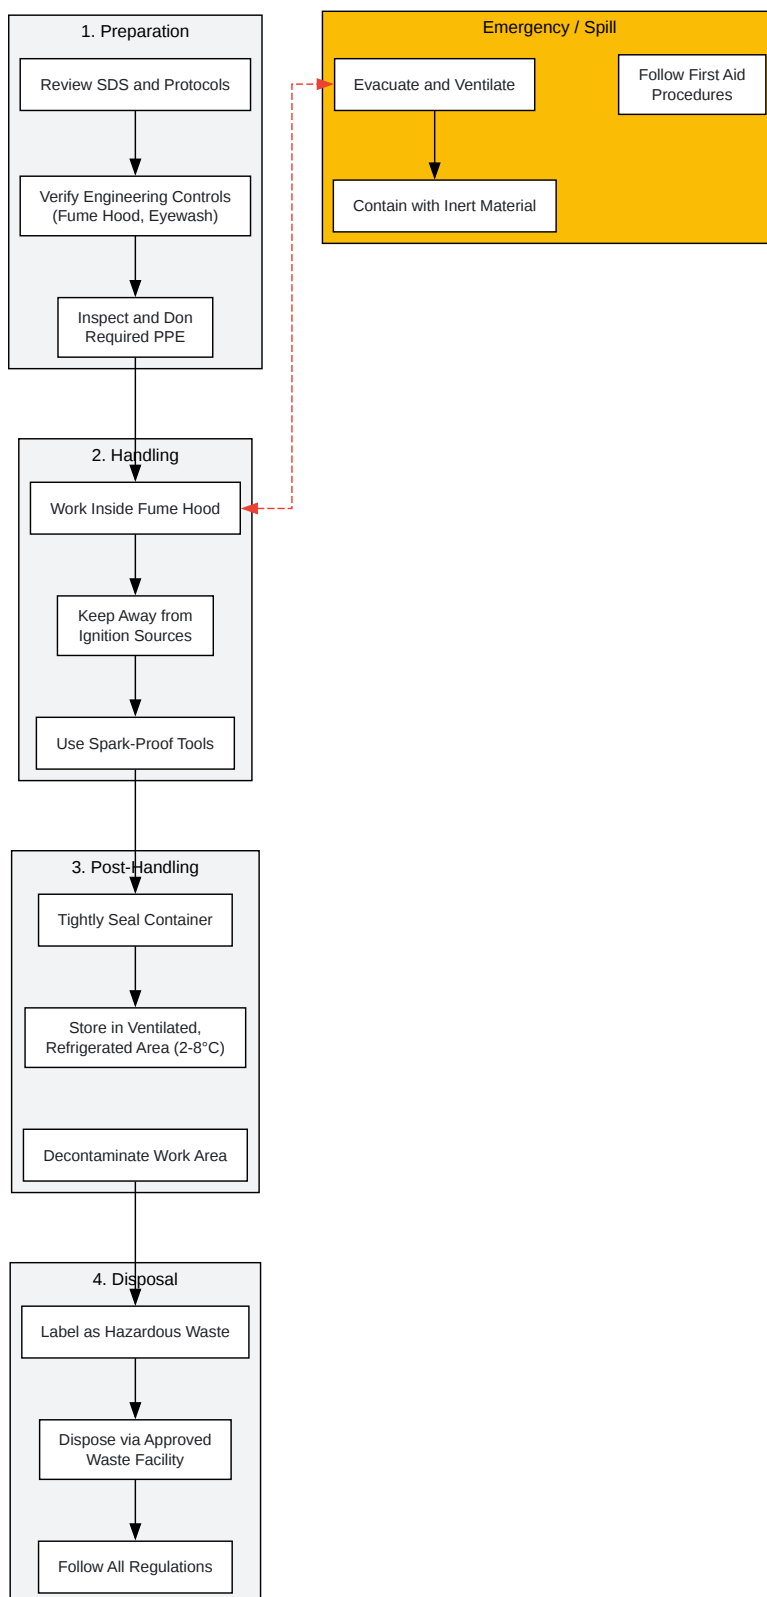 1. Preparation
Review SDS and Protocols
Verify Engineering Controls
(Fume Hood, Eyewash)
Inspect and Don
Required PPE
Emergency / Spill
Evacuate and Ventilate
Follow First Aid
Procedures
Contain with Inert Material
2. Handling
Work Inside Fume Hood
Keep Away from
Ignition Sources
Use Spark-Proof Tools
3. Post-Handling
Tightly Seal Container
Store in Ventilated,
Refrigerated Area (2-8°C)
Decontaminate Work Area
4. Disposal
Label as Hazardous Waste
Dispose via Approved
Waste Facility
Follow All Regulations